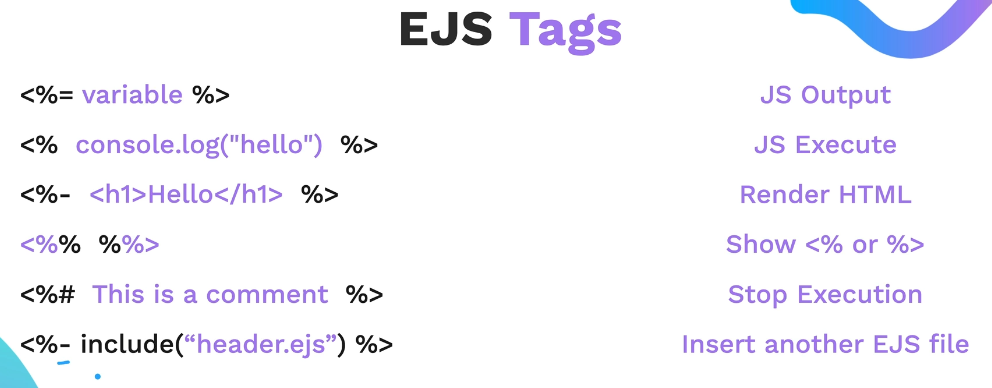 EJS Tags
<%= variable %> JS Output
<% console.log("hello") %> JS Execute
<%- <h1>Hello</h1> %> Render HTML
<%% %%> Show <% or %>
<%# This is a comment %> Stop Execution
<%- include(“header.ejs”) %> Insert another EJS file